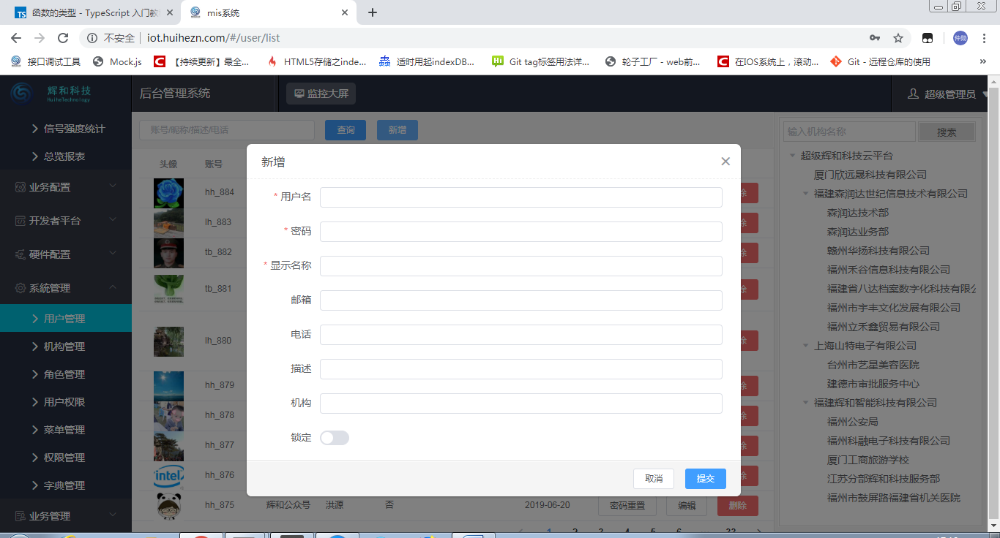 函数的类型 - TypeScript 入门教
mis系统
不安全 iot.huihezn.com/#/user/list
仲勋
接口调试工具 Mock.js 【持续更新】最全... HTML5存储之inde... 适时用起indexDB... Git tag标签用法详... 轮子工厂 - web前... 在IOS系统上，滚动... Git - 远程仓库的使用
辉和科技
HuiheTechnology
后台管理系统
监控大屏
超级管理员
信号强度统计
总览报表
业务配置
开发者平台
硬件配置
系统管理
用户管理
机构管理
角色管理
用户权限
菜单管理
权限管理
字典管理
业务管理
账号/昵称/描述/电话
查询
新增
头像 账号
hh_884 除
lh_883 除
tb_882 除
tb_881 除
lh_880 除
hh_879 除
hh_878 除
hh_877 除
intel hh_876 除
hh_875 辉和公众号 洪源 否 2019-06-20 密码重置 编辑 删除
1 2 3 4 5 6 ... 22
新增
* 用户名
* 密码
* 显示名称
邮箱
电话
描述
机构
锁定
取消
提交
输入机构名称
搜索
超级辉和科技云平台
厦门欣远晟科技有限公司
福建森润达世纪信息技术有限公司
森润达技术部
森润达业务部
赣州华扬科技有限公司
福州禾谷信息科技有限公司
福建省八达档案数字化科技有限公
福州市宇丰文化发展有限公司
福州立禾鑫贸易有限公司
上海山特电子有限公司
台州市艺星美容医院
建德市审批服务中心
福建辉和智能科技有限公司
福州公安局
福州科融电子科技有限公司
厦门工商旅游学校
江苏分部辉和科技服务部
福州市鼓屏路福建省机关医院